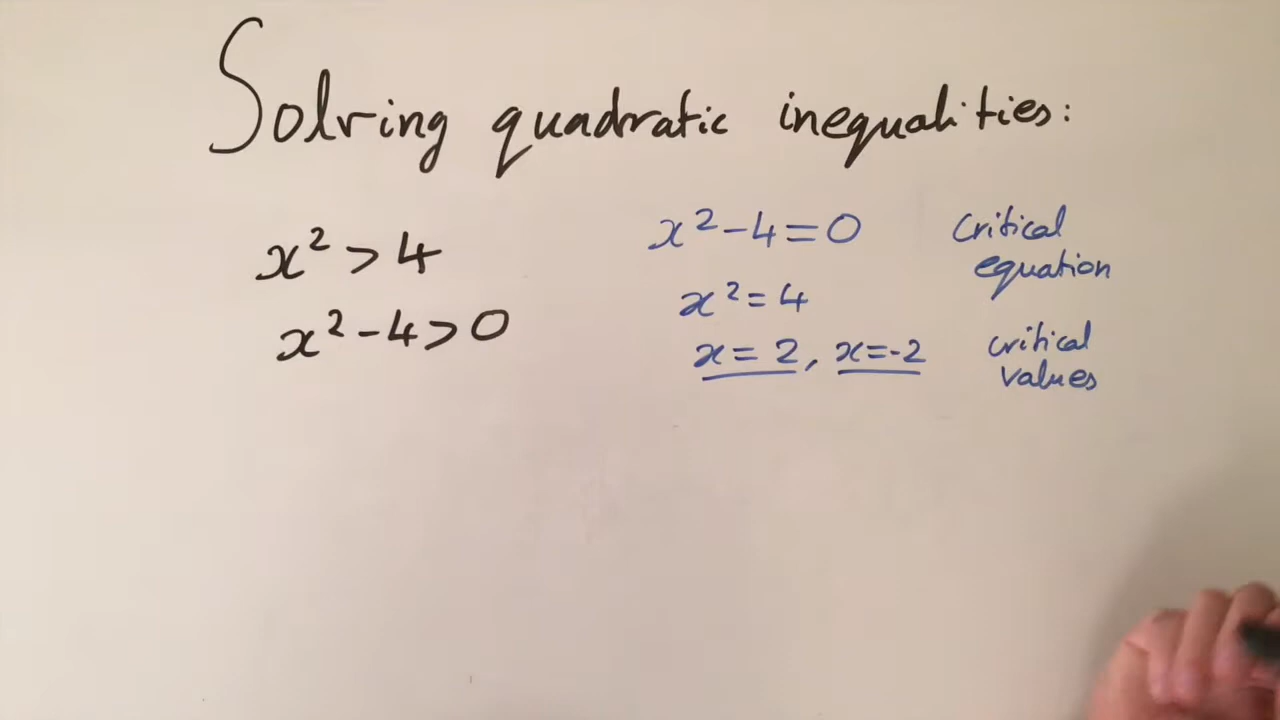 Solving quadratic inequalities:
x² > 4
x² - 4 > 0
x² - 4 = 0 critical equation
x² = 4
x = 2, x = -2 critical values